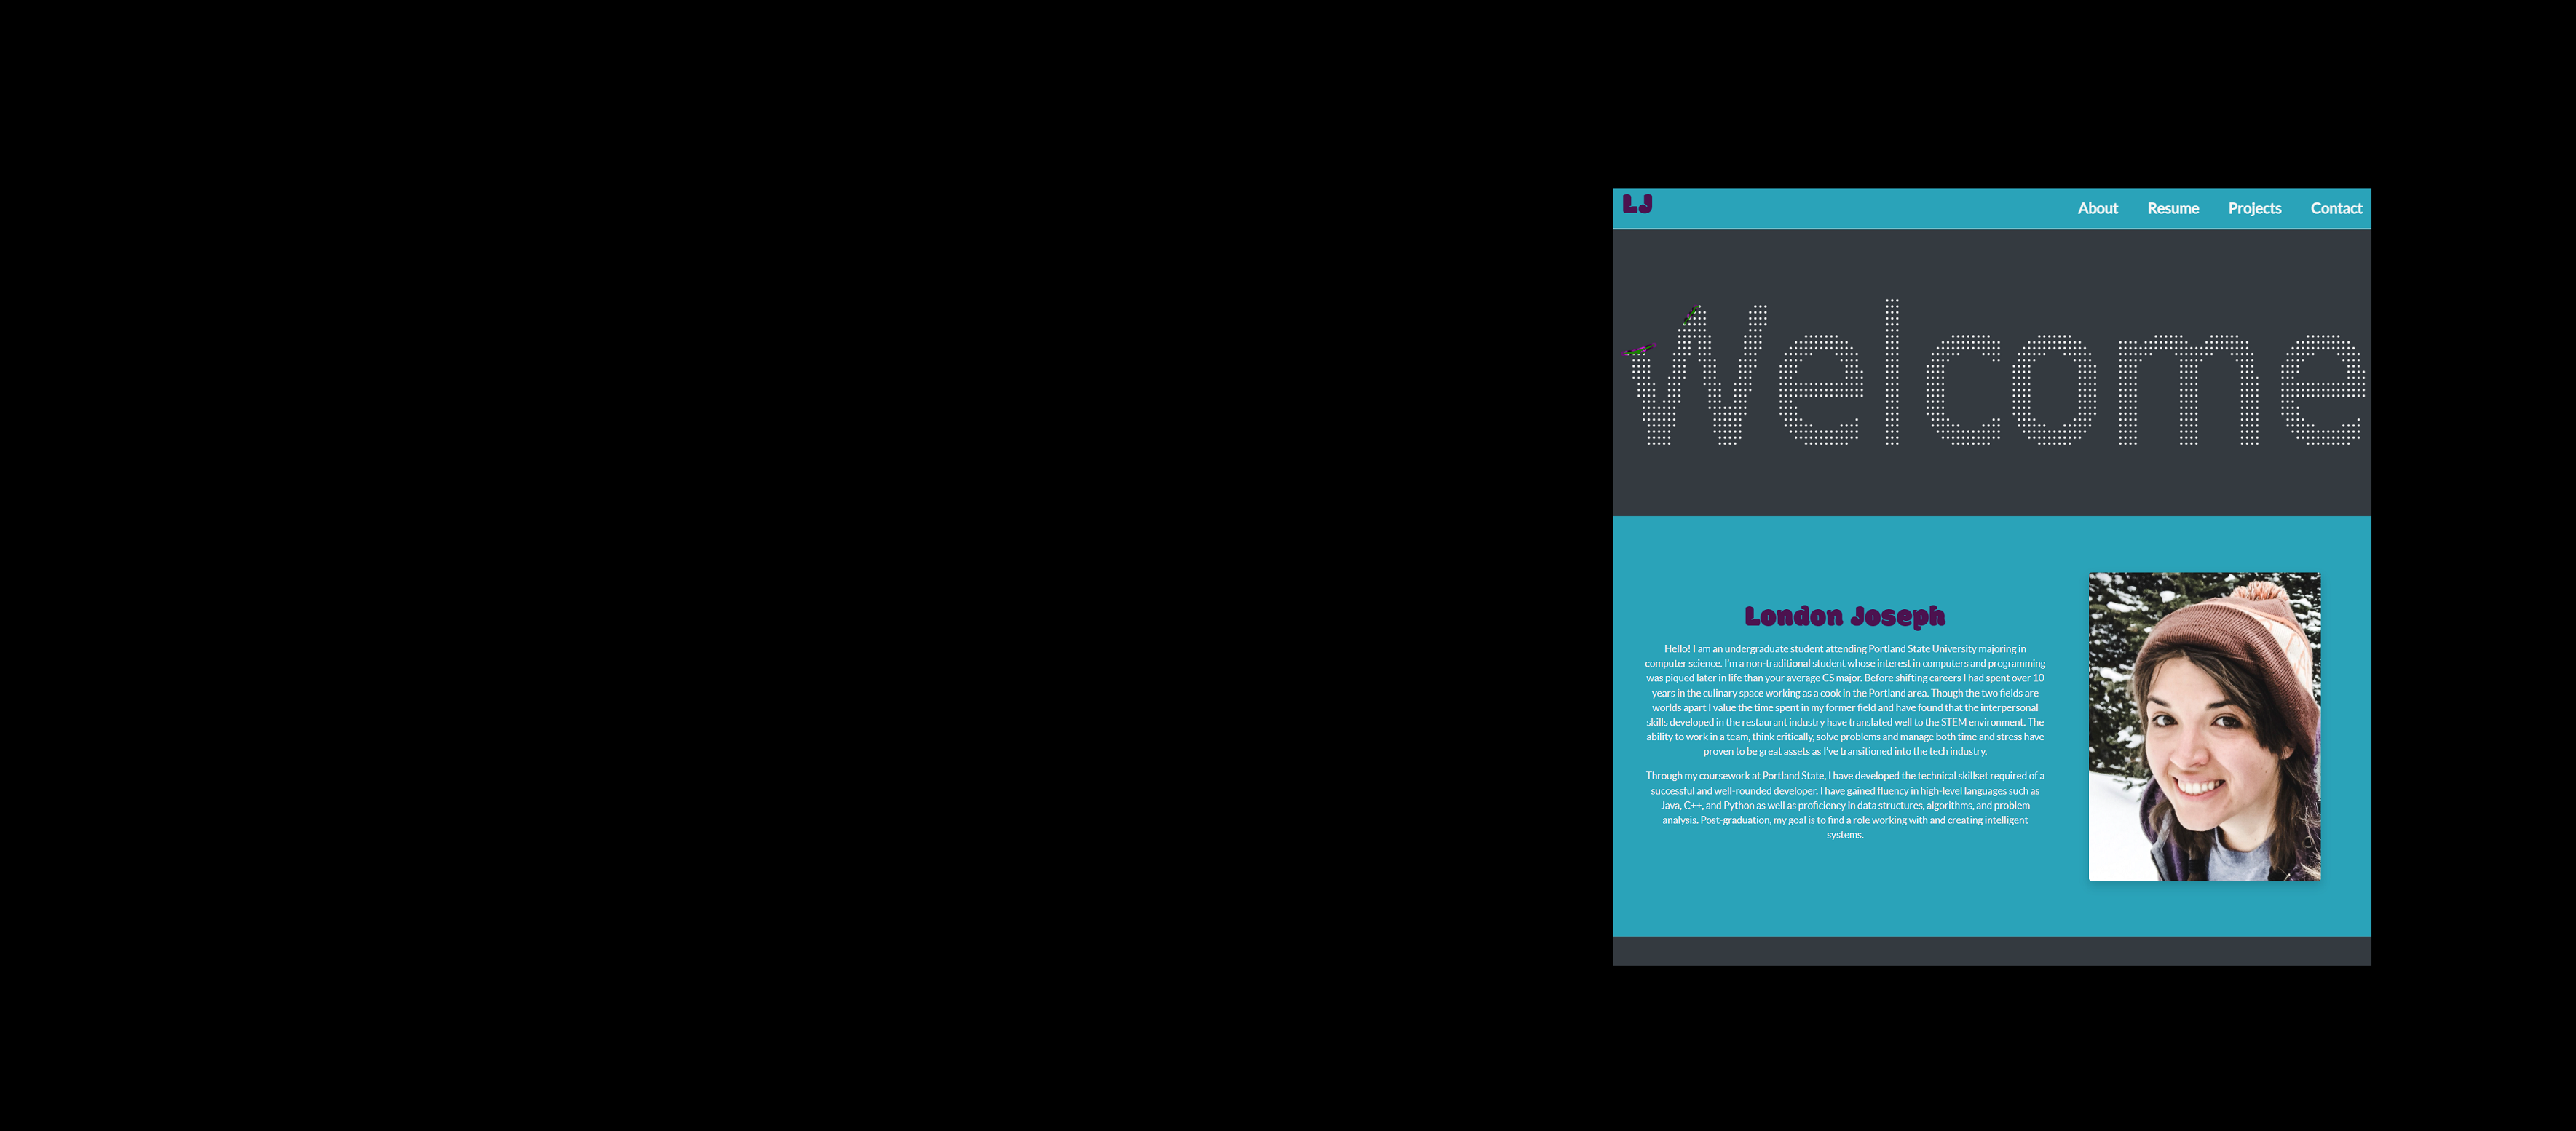 LJ
About Resume Projects Contact
Welcome
London Joseph
Hello! I am an undergraduate student attending Portland State University majoring in
computer science. I'm a non-traditional student whose interest in computers and programming
was piqued later in life than your average CS major. Before shifting careers I had spent over 10
years in the culinary space working as a cook in the Portland area. Though the two fields are
worlds apart I value the time spent in my former field and have found that the interpersonal
skills developed in the restaurant industry have translated well to the STEM environment. The
ability to work in a team, think critically, solve problems and manage both time and stress have
proven to be great assets as I've transitioned into the tech industry.
Through my coursework at Portland State, I have developed the technical skillset required of a
successful and well-rounded developer. I have gained fluency in high-level languages such as
Java, C++, and Python as well as proficiency in data structures, algorithms, and problem
analysis. Post-graduation, my goal is to find a role working with and creating intelligent
systems.